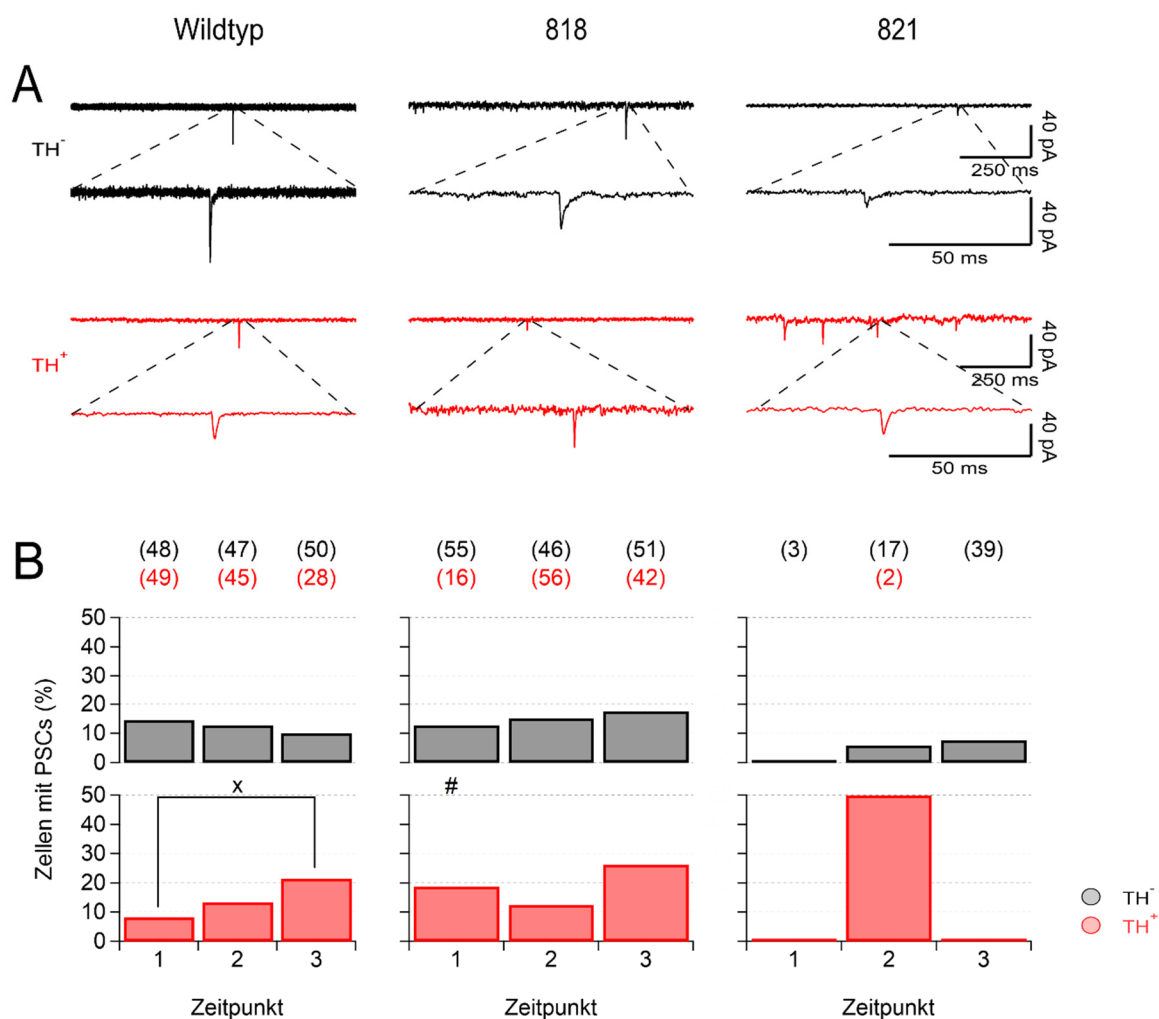 Wildtyp 818 821
A
TH⁻
40 pA
250 ms
40 pA
50 ms
TH⁺
40 pA
250 ms
40 pA
50 ms
B
(48) (47) (50) (55) (46) (51) (3) (17) (39)
(49) (45) (28) (16) (56) (42) (2)
Zellen mit PSCs (%)
50
40
30
20
10
0
x #
50
40
30
20
10
0
1 2 3 1 2 3 1 2 3
Zeitpunkt Zeitpunkt Zeitpunkt
TH⁻
TH⁺